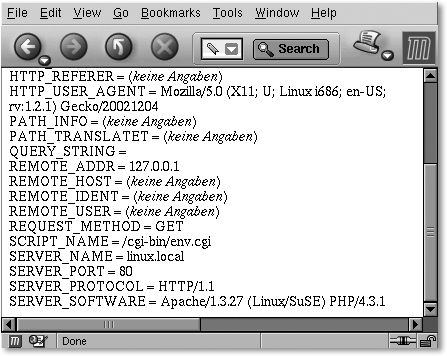 File Edit View Go Bookmarks Tools Window Help
Search
HTTP_REFERER = (keine Angaben)
HTTP_USER_AGENT = Mozilla/5.0 (X11; U; Linux i686; en-US;
rv:1.2.1) Gecko/20021204
PATH_INFO = (keine Angaben)
PATH_TRANSLATET = (keine Angaben)
QUERY_STRING =
REMOTE_ADDR = 127.0.0.1
REMOTE_HOST = (keine Angaben)
REMOTE_IDENT = (keine Angaben)
REMOTE_USER = (keine Angaben)
REQUEST_METHOD = GET
SCRIPT_NAME = /cgi-bin/env.cgi
SERVER_NAME = linux.local
SERVER_PORT = 80
SERVER_PROTOCOL = HTTP/1.1
SERVER_SOFTWARE = Apache/1.3.27 (Linux/SuSE) PHP/4.3.1
Done